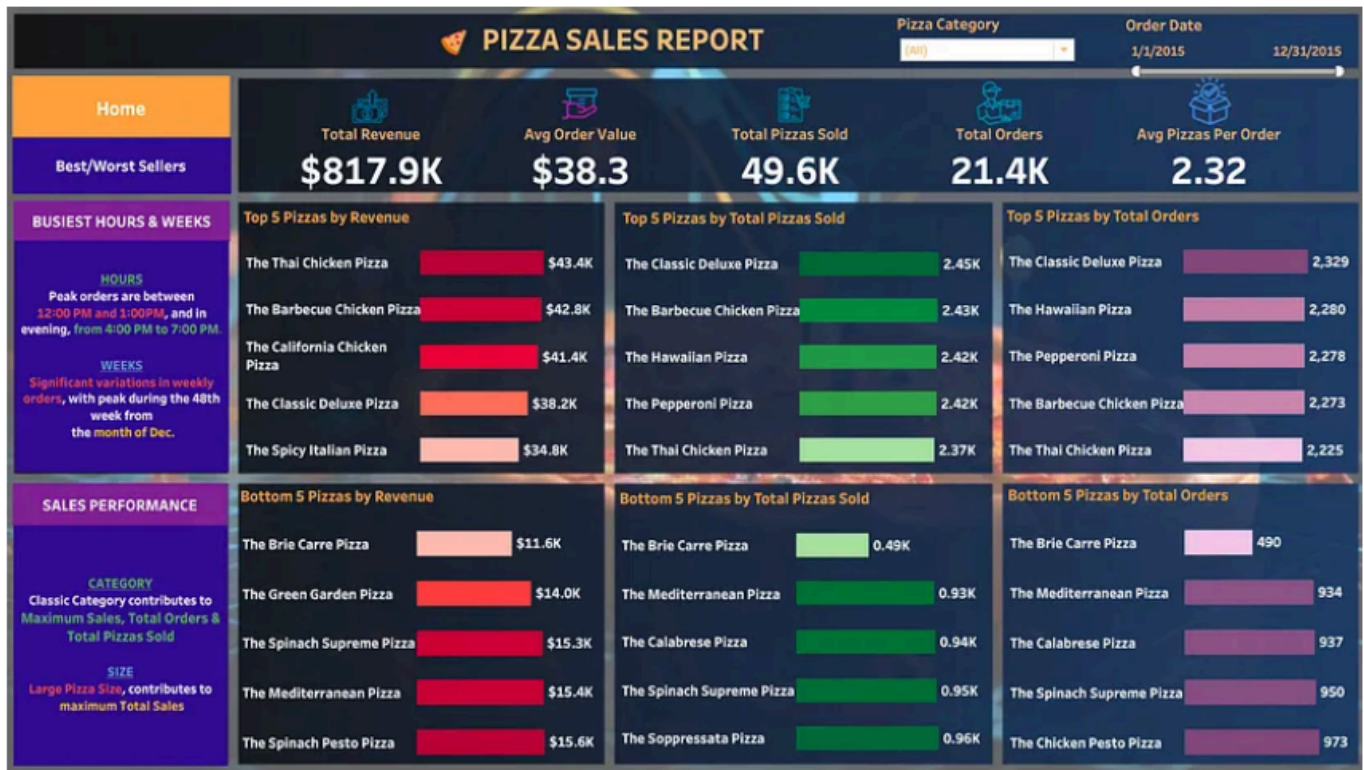 PIZZA SALES REPORT
Pizza Category
(All)
Order Date
1/1/2015
12/31/2015
Home
Best/Worst Sellers
Total Revenue
$817.9K
Avg Order Value
$38.3
Total Pizzas Sold
49.6K
Total Orders
21.4K
Avg Pizzas Per Order
2.32
BUSIEST HOURS & WEEKS
HOURS
Peak orders are between
12:00 PM and 1:00PM, and in
evening, from 4:00 PM to 7:00 PM.
WEEKS
Significant variations in weekly
orders, with peak during the 48th
week from
the month of Dec.
Top 5 Pizzas by Revenue
The Thai Chicken Pizza $43.4K
The Barbecue Chicken Pizza $42.8K
The California Chicken
Pizza $41.4K
The Classic Deluxe Pizza $38.2K
The Spicy Italian Pizza $34.8K
Top 5 Pizzas by Total Pizzas Sold
The Classic Deluxe Pizza 2.45K
The Barbecue Chicken Pizza 2.43K
The Hawaiian Pizza 2.42K
The Pepperoni Pizza 2.42K
The Thai Chicken Pizza 2.37K
Top 5 Pizzas by Total Orders
The Classic Deluxe Pizza 2,329
The Hawaiian Pizza 2,280
The Pepperoni Pizza 2,278
The Barbecue Chicken Pizza 2,273
The Thai Chicken Pizza 2,225
SALES PERFORMANCE
CATEGORY
Classic Category contributes to
Maximum Sales, Total Orders &
Total Pizzas Sold
SIZE
Large Pizza Size, contributes to
maximum Total Sales
Bottom 5 Pizzas by Revenue
The Brie Carre Pizza $11.6K
The Green Garden Pizza $14.0K
The Spinach Supreme Pizza $15.3K
The Mediterranean Pizza $15.4K
The Spinach Pesto Pizza $15.6K
Bottom 5 Pizzas by Total Pizzas Sold
The Brie Carre Pizza 0.49K
The Mediterranean Pizza 0.93K
The Calabrese Pizza 0.94K
The Spinach Supreme Pizza 0.95K
The Soppressata Pizza 0.96K
Bottom 5 Pizzas by Total Orders
The Brie Carre Pizza 490
The Mediterranean Pizza 934
The Calabrese Pizza 937
The Spinach Supreme Pizza 950
The Chicken Pesto Pizza 973